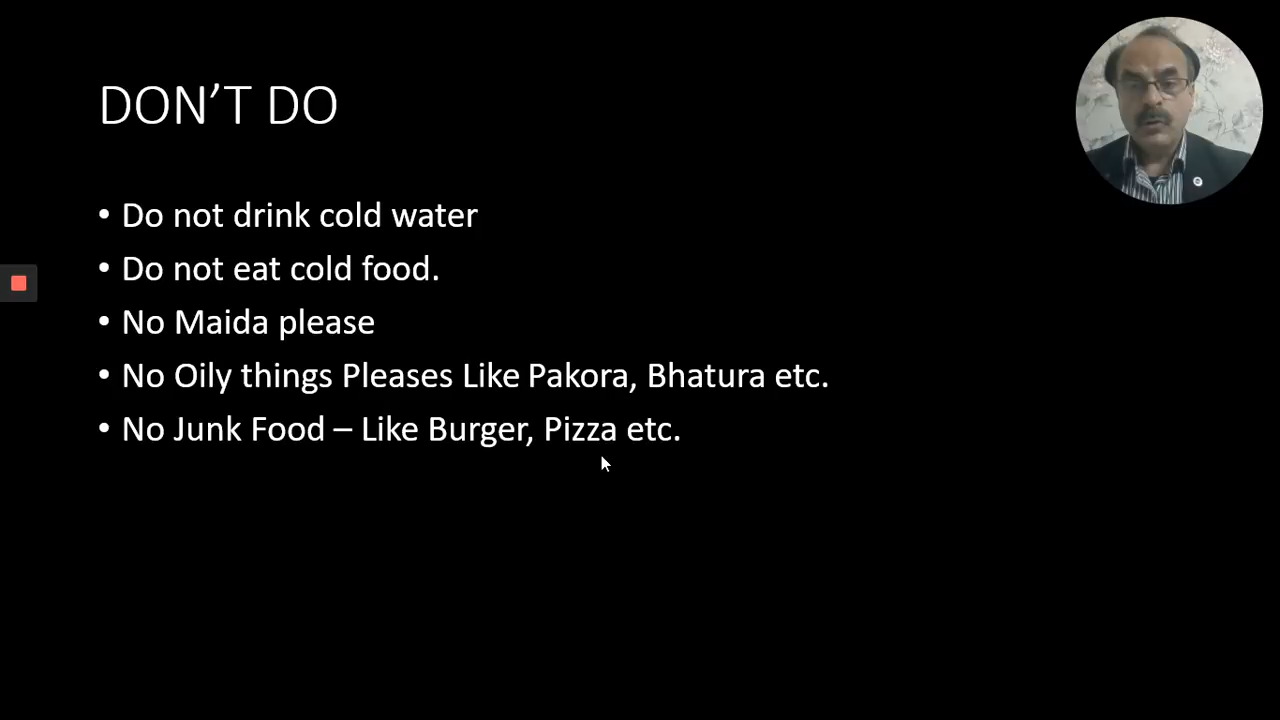 DON'T DO
• Do not drink cold water
• Do not eat cold food.
• No Maida please
• No Oily things Pleases Like Pakora, Bhatura etc.
• No Junk Food – Like Burger, Pizza etc.